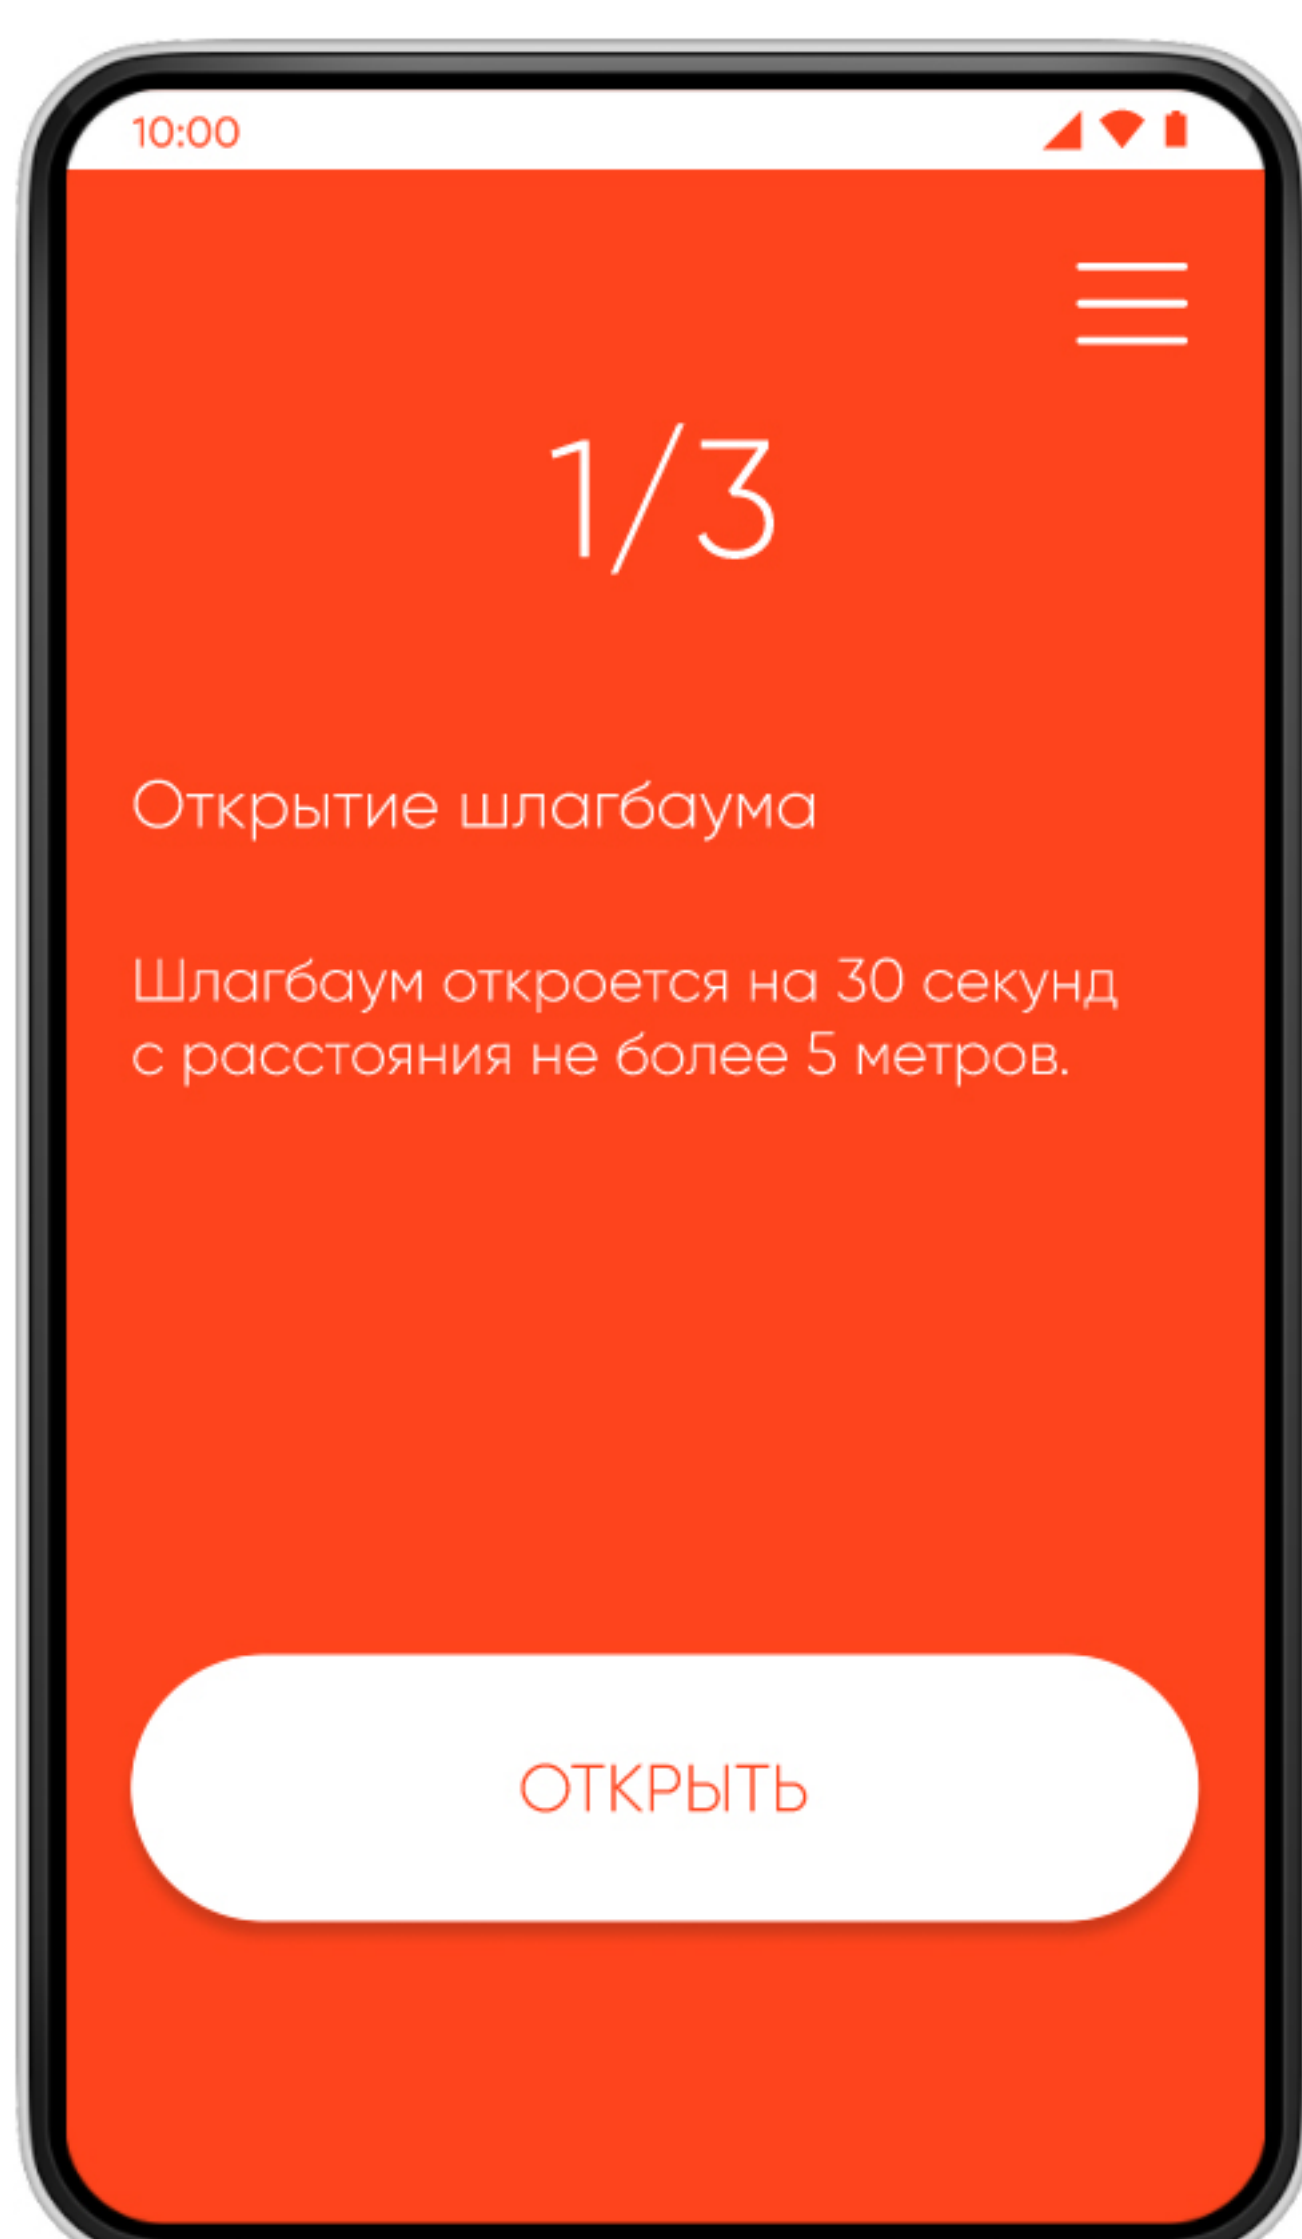 10:00
1/3
Открытие шлагбаума
Шлагбаум откроется на 30 секунд
с расстояния не более 5 метров.
ОТКРЫТЬ